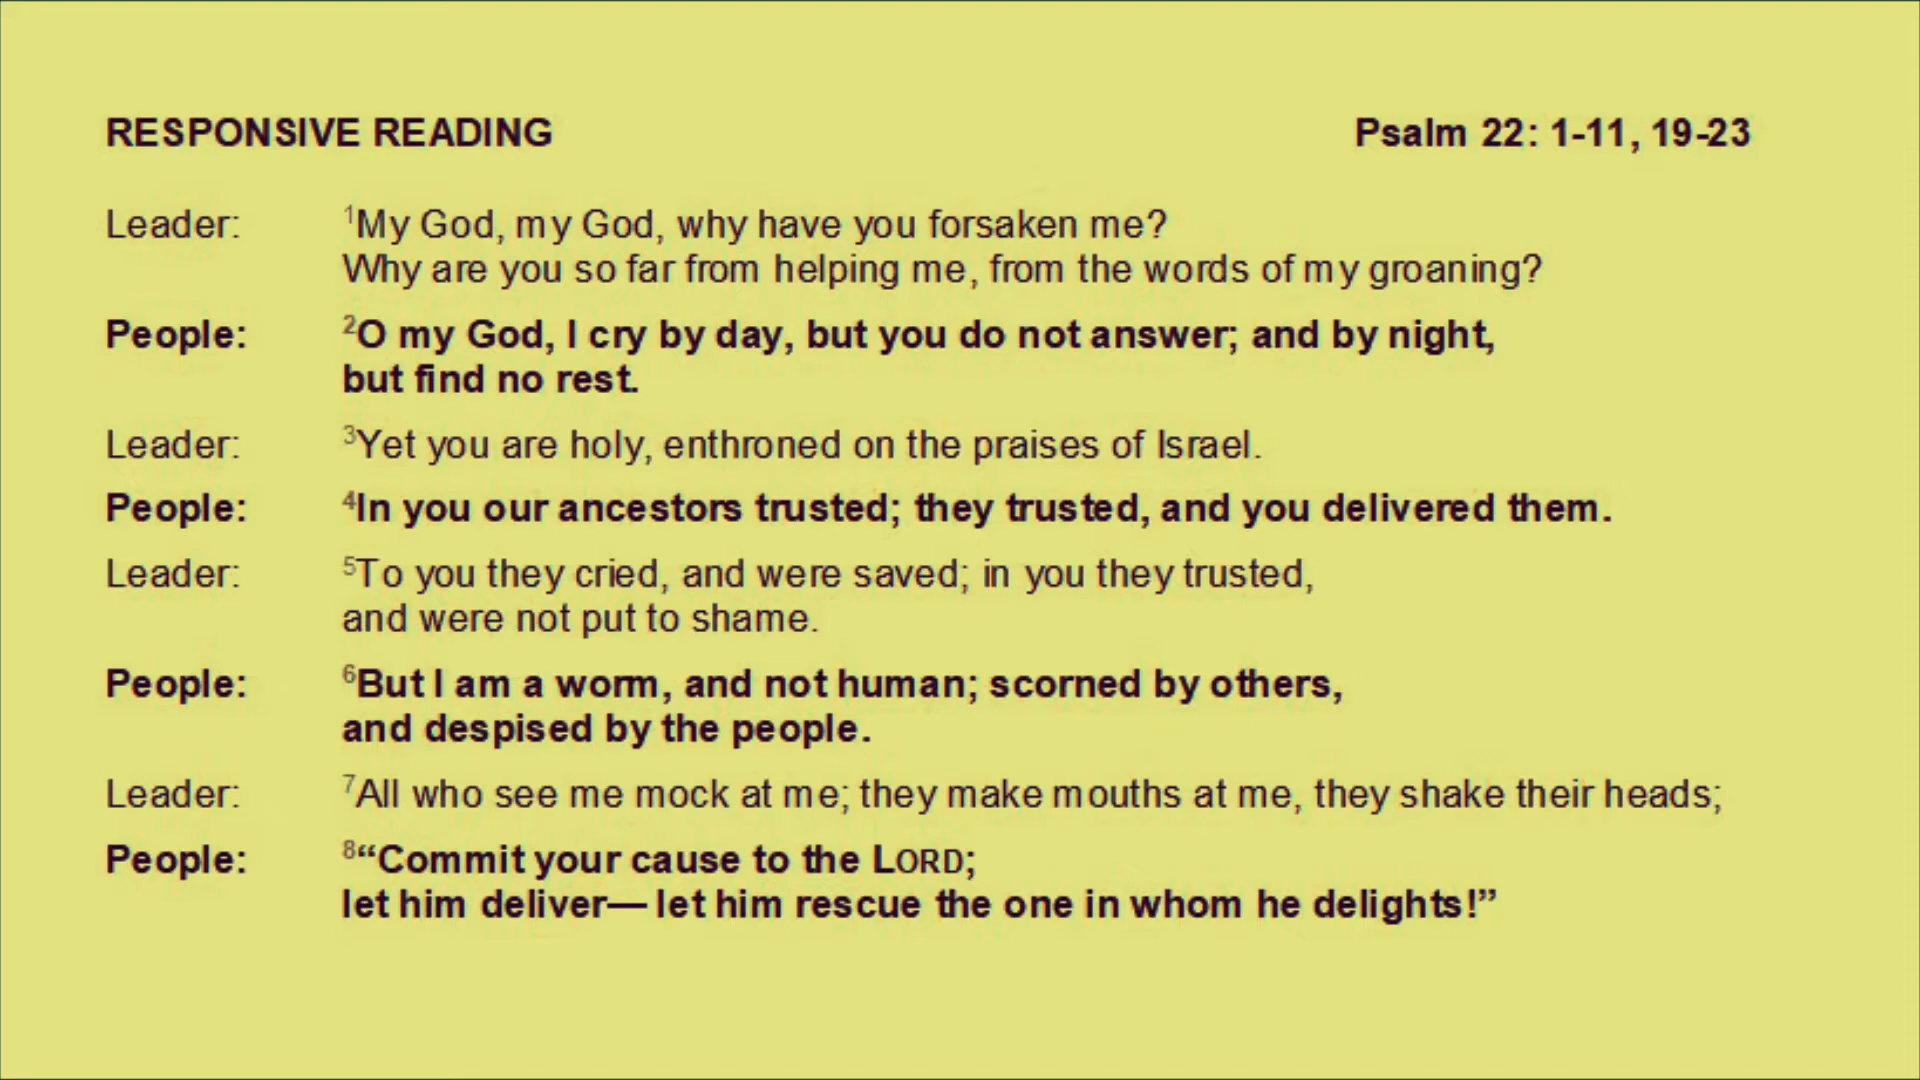 RESPONSIVE READING Psalm 22: 1-11, 19-23
Leader: ¹My God, my God, why have you forsaken me?
Why are you so far from helping me, from the words of my groaning?
People: ²O my God, I cry by day, but you do not answer; and by night,
but find no rest.
Leader: ³Yet you are holy, enthroned on the praises of Israel.
People: ⁴In you our ancestors trusted; they trusted, and you delivered them.
Leader: ⁵To you they cried, and were saved; in you they trusted,
and were not put to shame.
People: ⁶But I am a worm, and not human; scorned by others,
and despised by the people.
Leader: ⁷All who see me mock at me; they make mouths at me, they shake their heads;
People: ⁸“Commit your cause to the LORD;
let him deliver— let him rescue the one in whom he delights!”